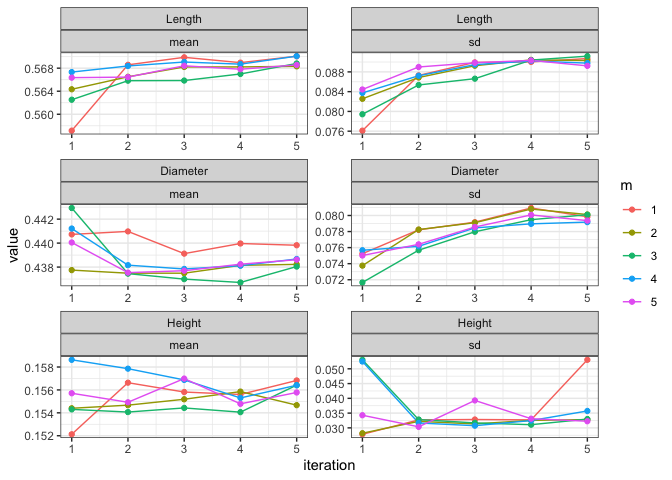 Length
Length
mean
sd
0.568
0.564
0.560
0.088
0.084
0.080
0.076
1 2 3 4 5
1 2 3 4 5
Diameter
Diameter
mean
sd
0.442
0.440
0.438
0.080
0.078
0.076
0.074
0.072
1 2 3 4 5
1 2 3 4 5
Height
Height
mean
sd
0.158
0.156
0.154
0.152
0.050
0.045
0.040
0.035
0.030
1 2 3 4 5
1 2 3 4 5
value
iteration
m
1
2
3
4
5